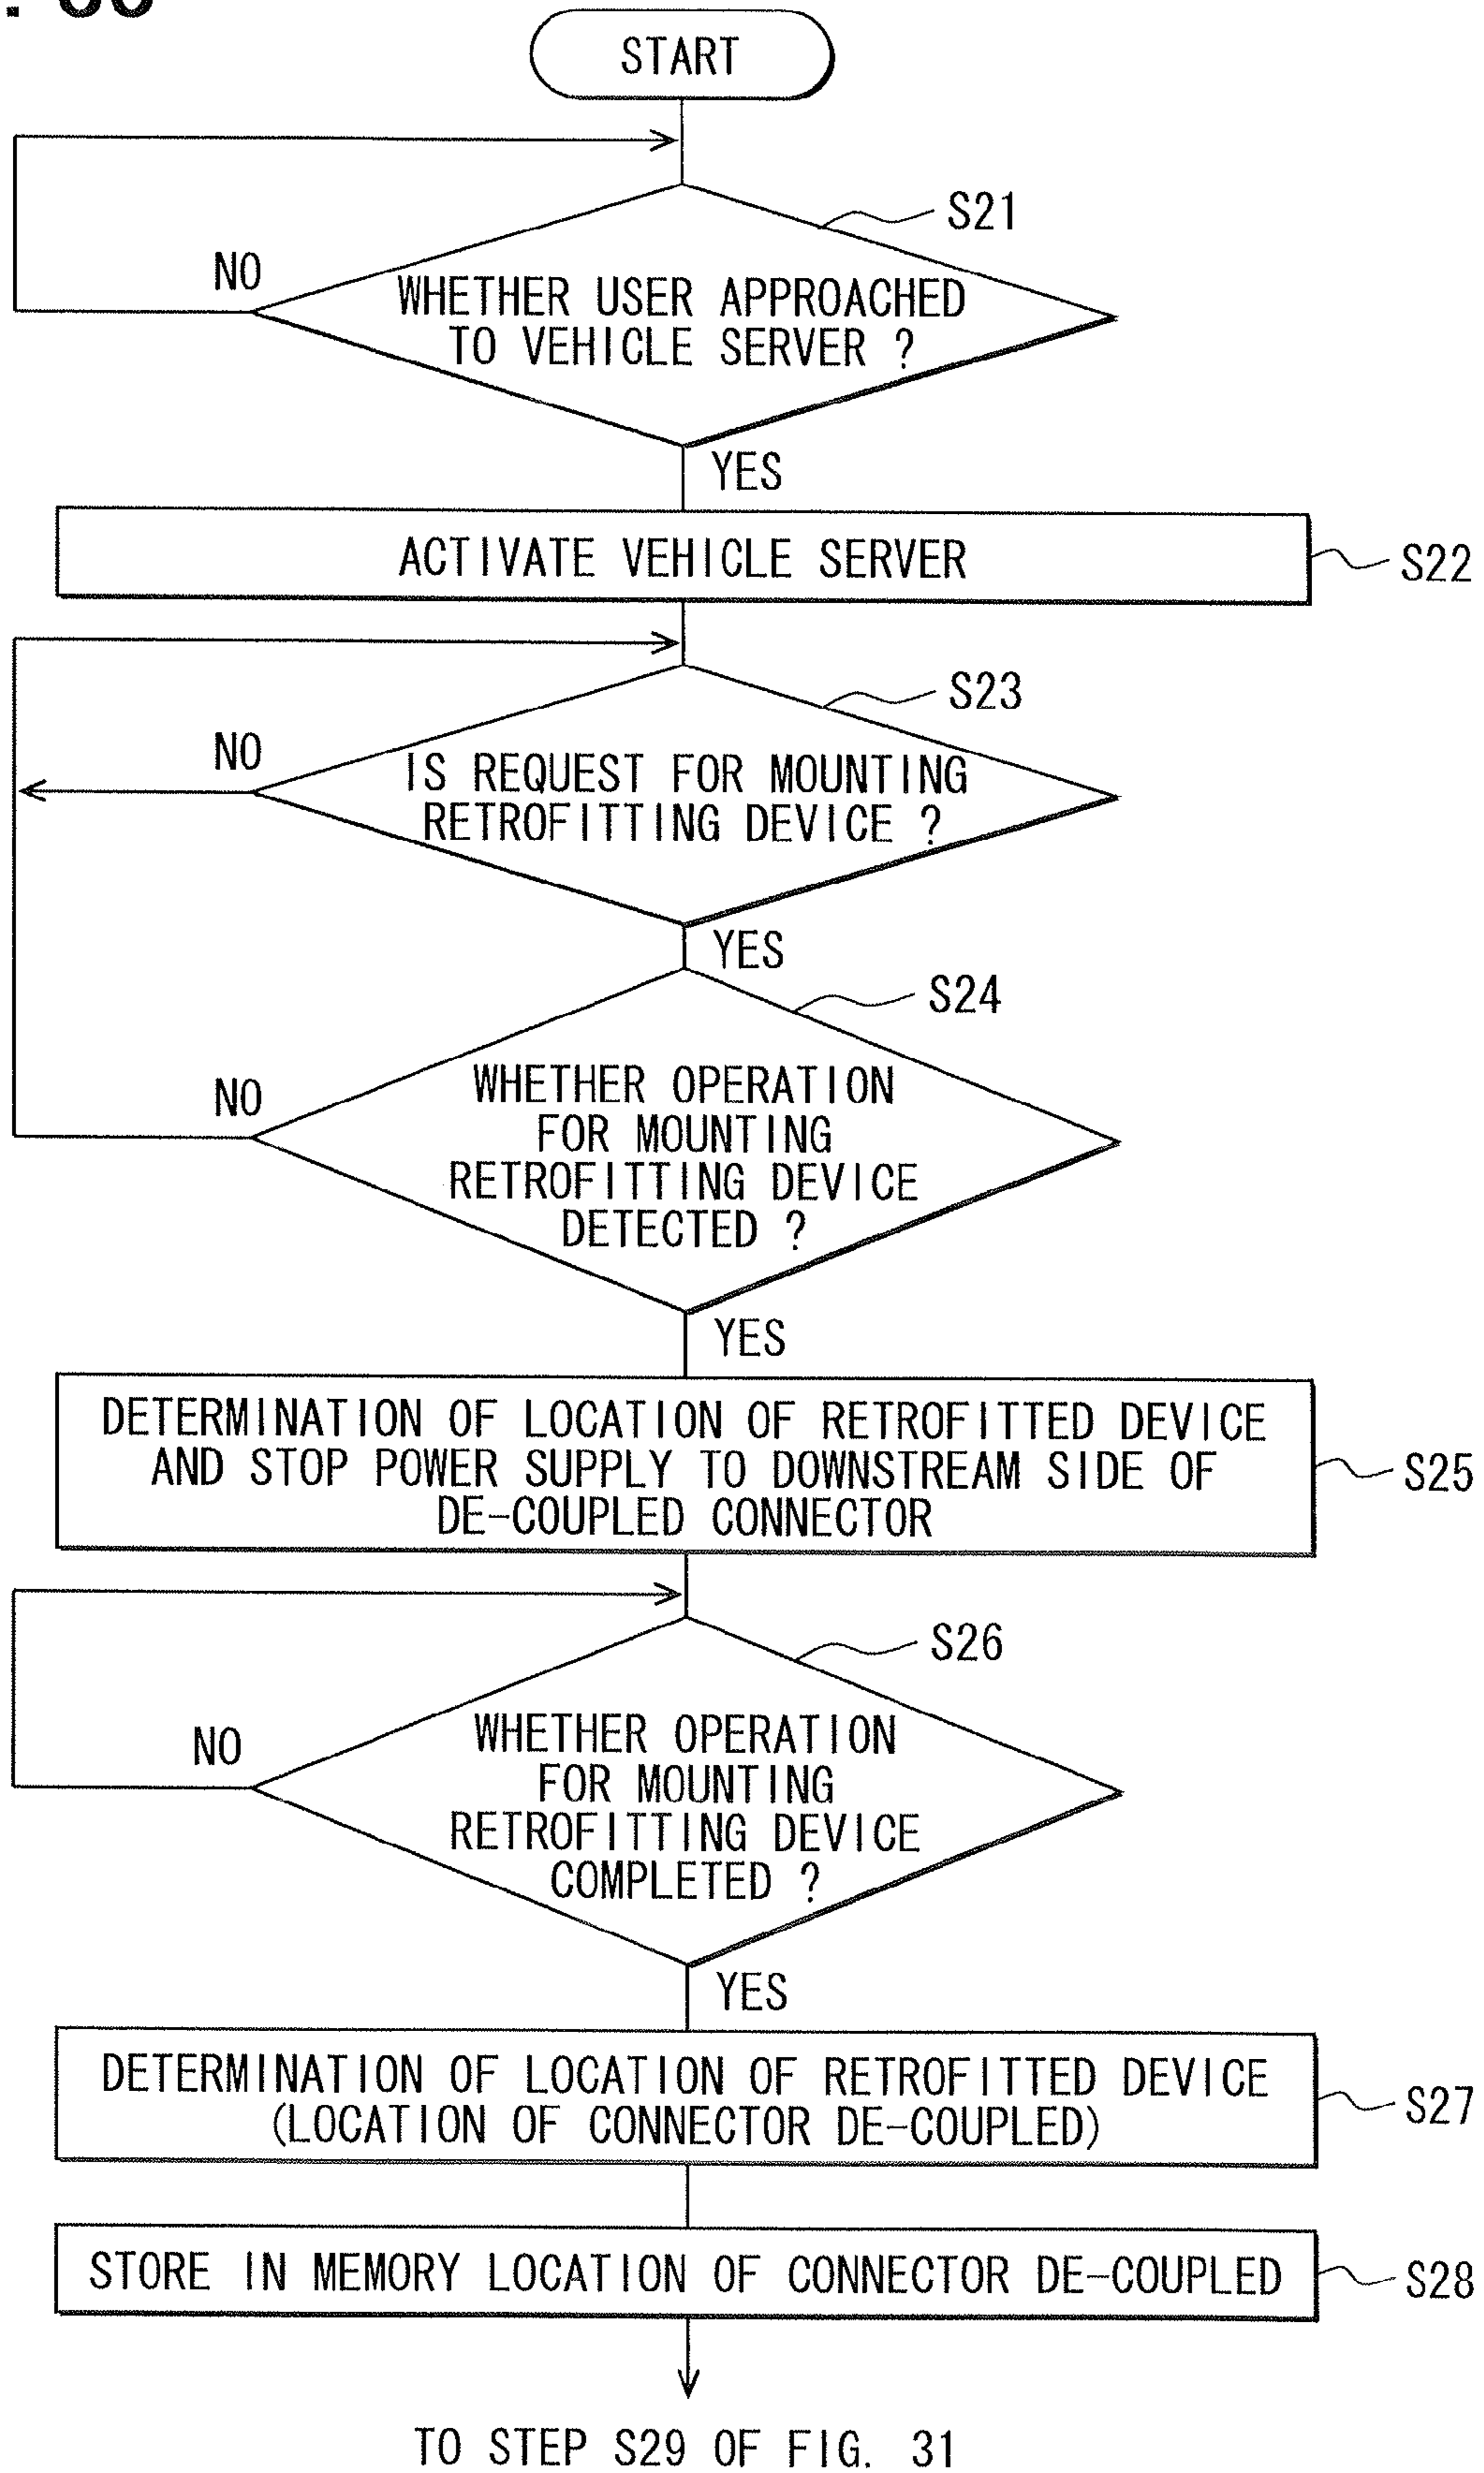 START
S21
NO
WHETHER USER APPROACHED
TO VEHICLE SERVER ?
YES
ACTIVATE VEHICLE SERVER
S22
S23
NO
IS REQUEST FOR MOUNTING
RETROFITTING DEVICE ?
YES
S24
NO
WHETHER OPERATION
FOR MOUNTING
RETROFITTING DEVICE
DETECTED ?
YES
DETERMINATION OF LOCATION OF RETROFITTED DEVICE
AND STOP POWER SUPPLY TO DOWNSTREAM SIDE OF
DE-COUPLED CONNECTOR
S25
S26
NO
WHETHER OPERATION
FOR MOUNTING
RETROFITTING DEVICE
COMPLETED ?
YES
DETERMINATION OF LOCATION OF RETROFITTED DEVICE
(LOCATION OF CONNECTOR DE-COUPLED)
S27
STORE IN MEMORY LOCATION OF CONNECTOR DE-COUPLED
S28
TO STEP S29 OF FIG. 31